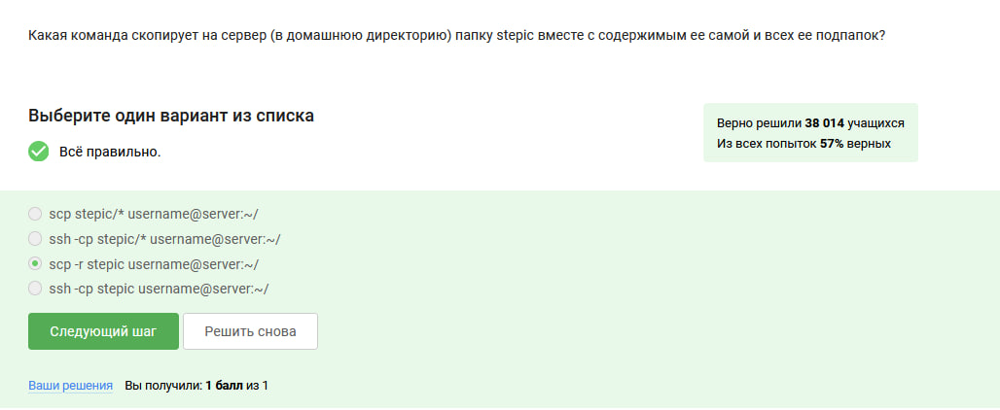 Какая команда скопирует на сервер (в домашнюю директорию) папку stepic вместе с содержимым ее самой и всех ее подпапок?
Выберите один вариант из списка
Верно решили 38 014 учащихся
Из всех попыток 57% верных
Всё правильно.
scp stepic/* username@server:~/
ssh -cp stepic/* username@server:~/
scp -r stepic username@server:~/
ssh -cp stepic username@server:~/
Следующий шаг
Решить снова
Ваши решения Вы получили: 1 балл из 1